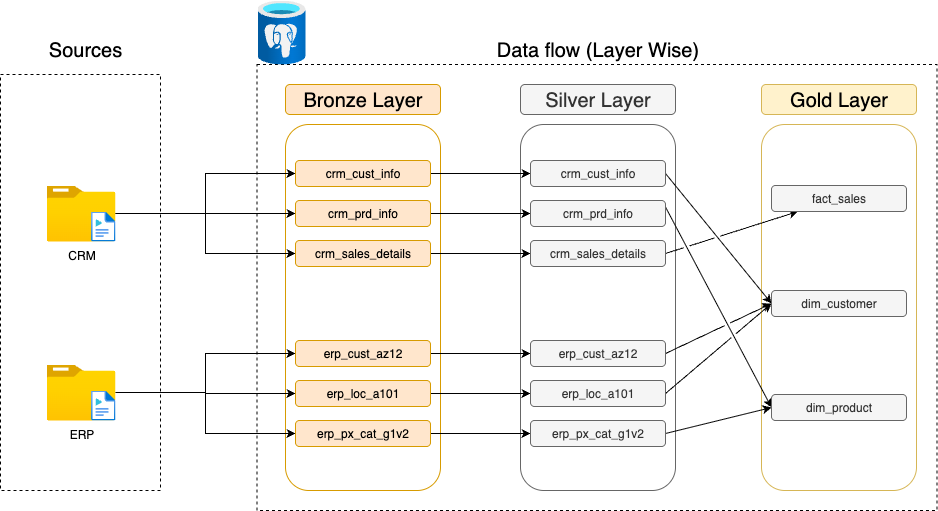 Sources
Data flow (Layer Wise)
Bronze Layer
Silver Layer
Gold Layer
CRM
ERP
crm_cust_info
crm_prd_info
crm_sales_details
erp_cust_az12
erp_loc_a101
erp_px_cat_g1v2
crm_cust_info
crm_prd_info
crm_sales_details
erp_cust_az12
erp_loc_a101
erp_px_cat_g1v2
fact_sales
dim_customer
dim_product